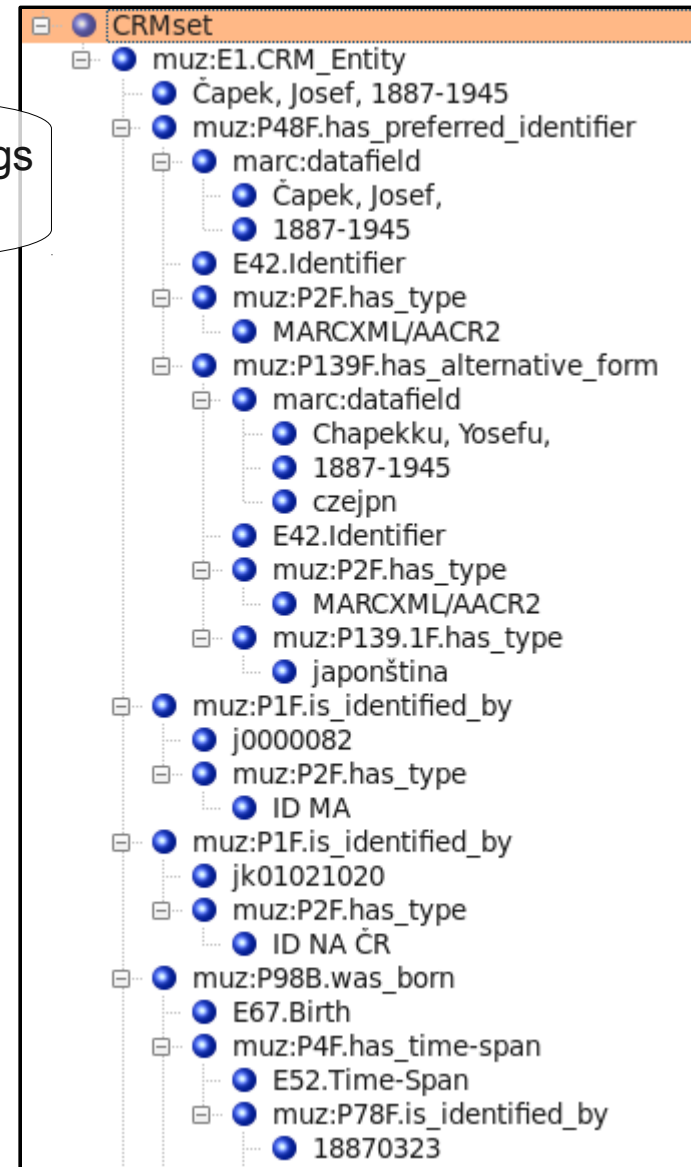 CRMset
muz:E1.CRM_Entity
Čapek, Josef, 1887-1945
muz:P48F.has_preferred_identifier
gs
marc:datafield
Čapek, Josef,
1887-1945
E42.Identifier
muz:P2F.has_type
MARCXML/AACR2
muz:P139F.has_alternative_form
marc:datafield
Chapekku, Yosefu,
1887-1945
czejpn
E42.Identifier
muz:P2F.has_type
MARCXML/AACR2
muz:P139.1F.has_type
japonština
muz:P1F.is_identified_by
j0000082
muz:P2F.has_type
ID MA
muz:P1F.is_identified_by
jk01021020
muz:P2F.has_type
ID NA ČR
muz:P98B.was_born
E67.Birth
muz:P4F.has_time-span
E52.Time-Span
muz:P78F.is_identified_by
18870323